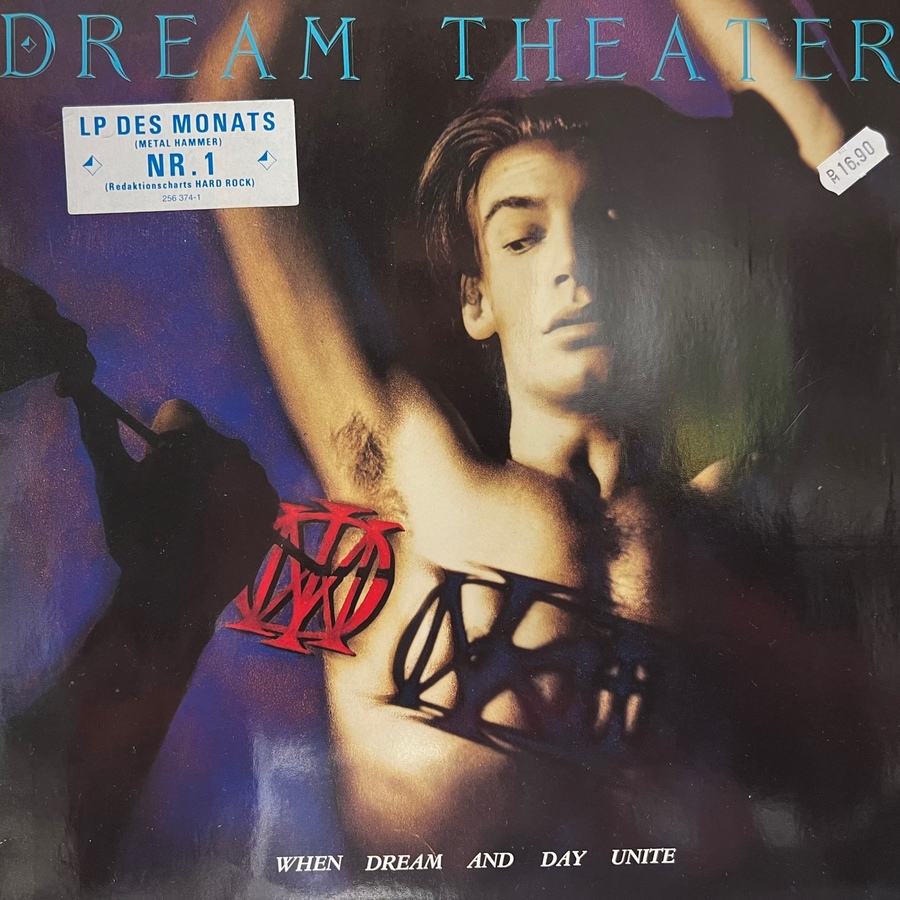 DREAM THEATER
LP DES MONATS
(METAL HAMMER)
NR.1
(Redaktionscharts HARD ROCK)
256 374-1
16.90
WHEN DREAM AND DAY UNITE